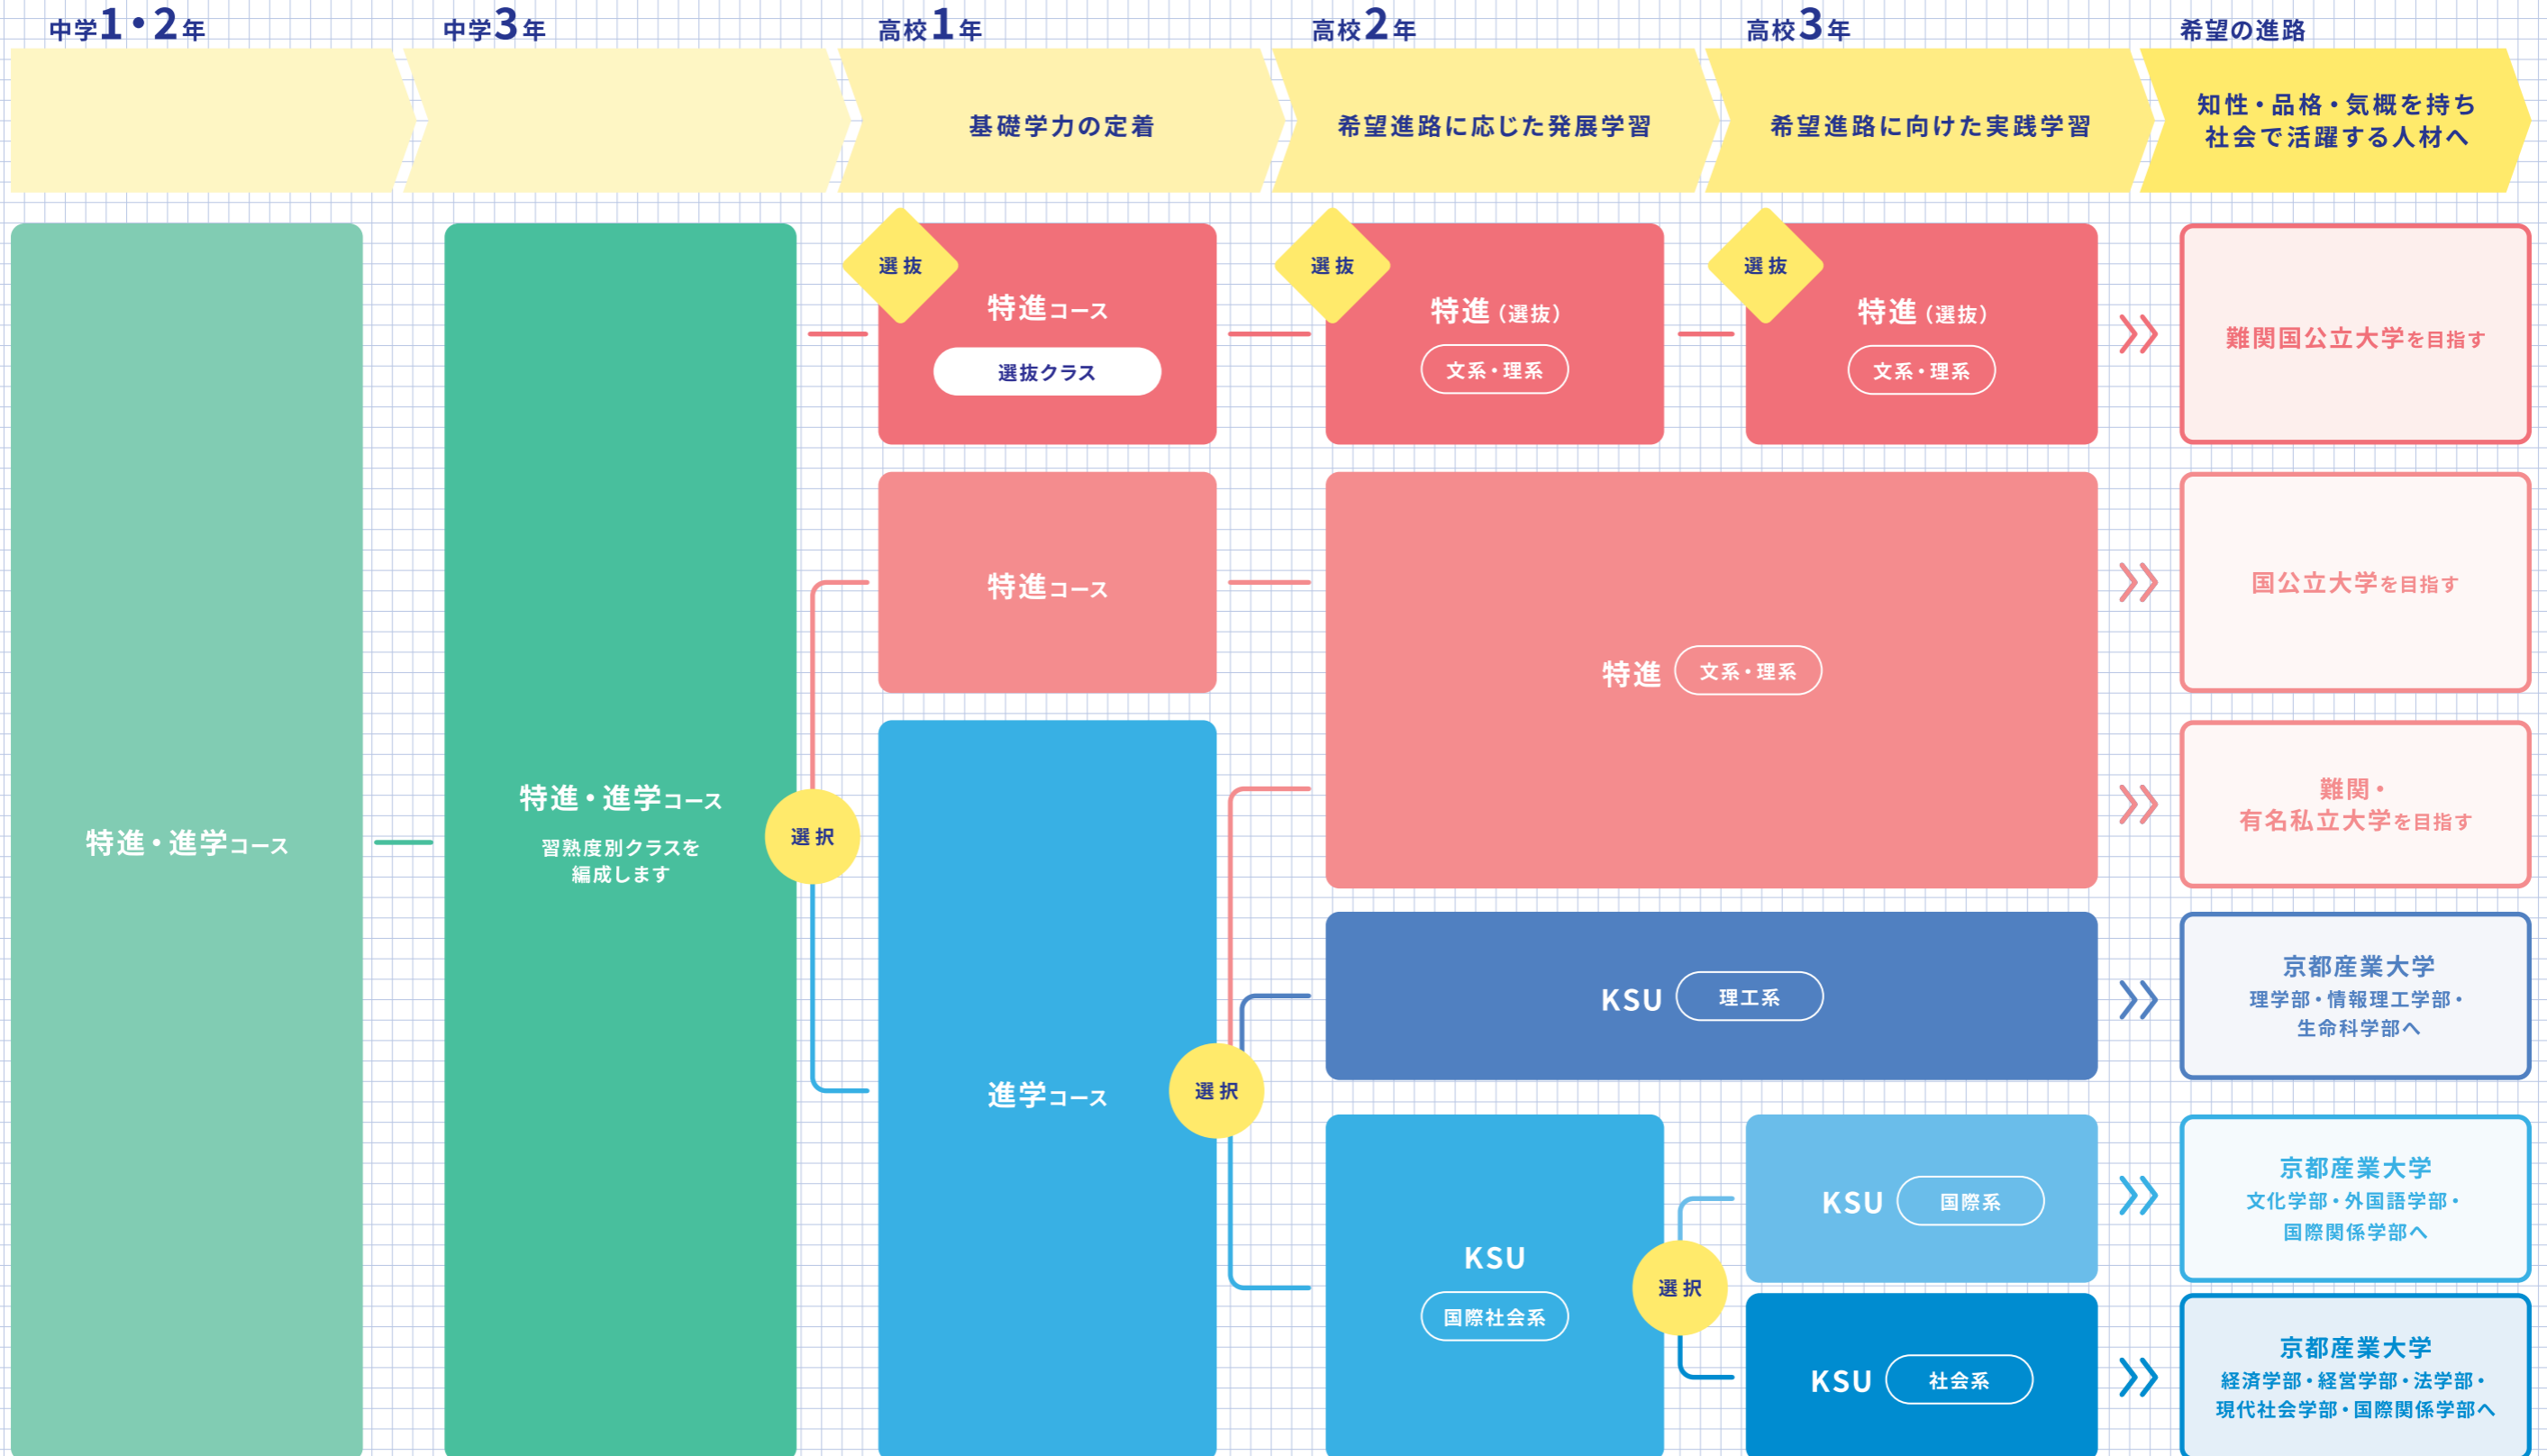 中学1・2年
中学3年
高校1年
高校2年
高校3年
希望の進路
基礎学力の定着
希望進路に応じた発展学習
希望進路に向けた実践学習
知性・品格・気概を持ち
社会で活躍する人材へ
特進・進学コース
特進・進学コース
習熟度別クラスを
編成します
選択
選抜
特進コース
選抜クラス
選抜
特進（選抜）
文系・理系
選抜
特進（選抜）
文系・理系
難関国公立大学を目指す
特進コース
特進 文系・理系
国公立大学を目指す
難関・
有名私立大学を目指す
進学コース
選択
KSU 理工系
京都産業大学
理学部・情報理工学部・
生命科学部へ
KSU
国際社会系
選択
KSU 国際系
京都産業大学
文化学部・外国語学部・
国際関係学部へ
KSU 社会系
京都産業大学
経済学部・経営学部・法学部・
現代社会学部・国際関係学部へ